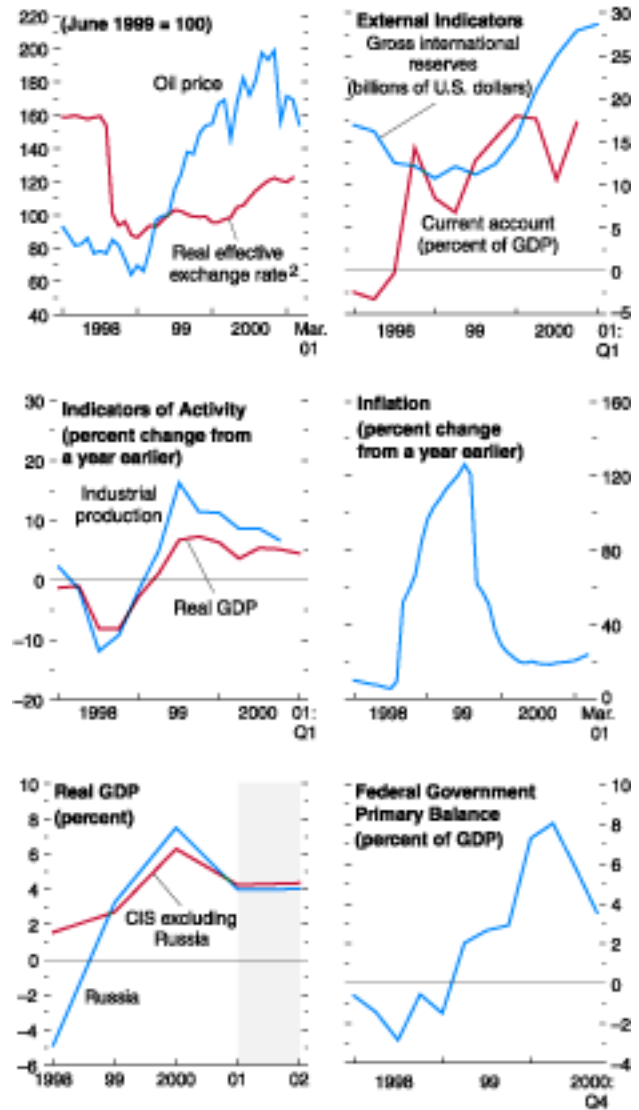 (June 1999 = 100)
220
200
180
160
140
120
100
80
60
40
Oil price
Real effective
exchange rate2
1998
99
2000
Mar.
01
External Indicators
Gross international
reserves
(billions of U.S. dollars)
30
25
20
15
10
5
0
−5
Current account
(percent of GDP)
1998
99
2000
01:
Q1
Indicators of Activity
(percent change from
a year earlier)
30
20
10
0
−10
−20
Industrial
production
Real GDP
1998
99
2000
01:
Q1
Inflation
(percent change
from a year earlier)
160
120
80
40
0
1998
99
2000
Mar.
01
Real GDP
(percent)
10
8
6
4
2
0
−2
−4
−6
CIS excluding
Russia
Russia
1998
99
2000
01
02
Federal Government
Primary Balance
(percent of GDP)
10
8
6
4
2
0
−2
−4
1998
99
2000:
Q4